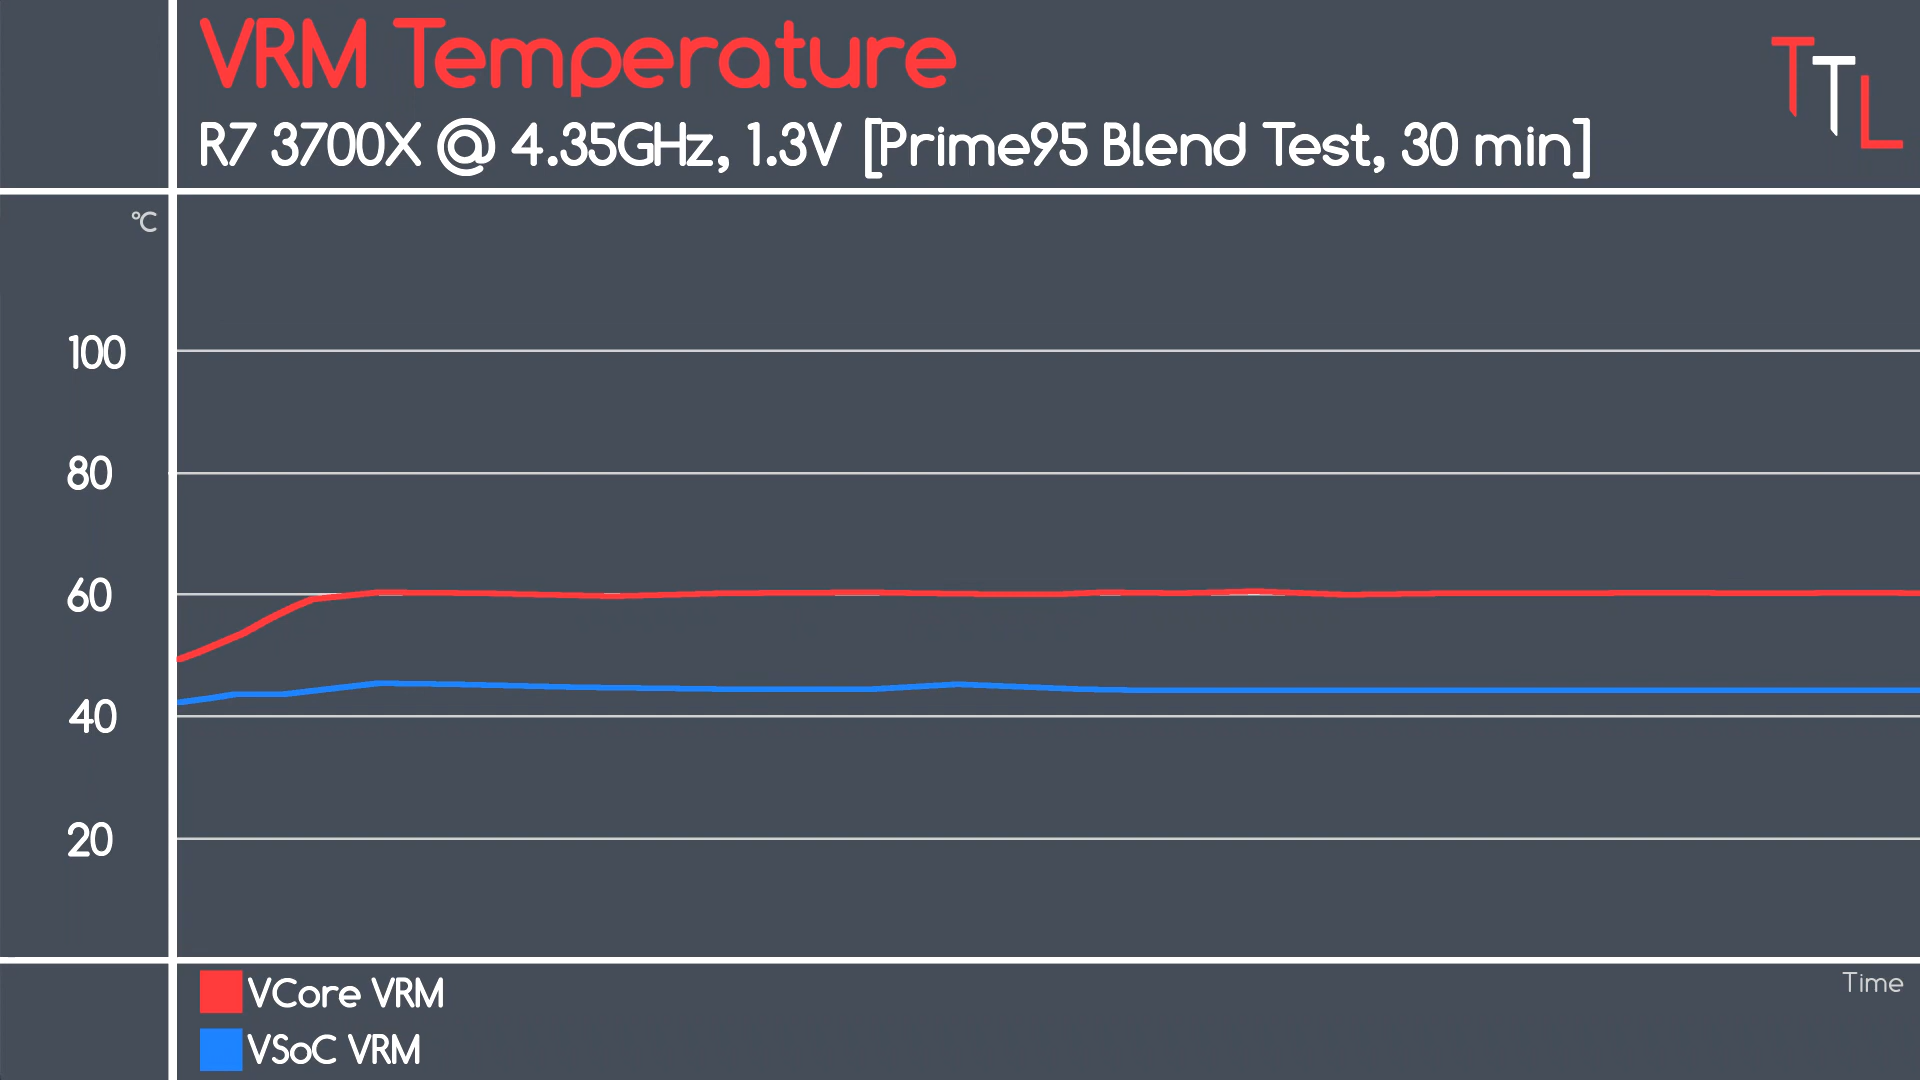 VRM Temperature
R7 3700X @ 4.35GHz, 1.3V [Prime95 Blend Test, 30 min]
TTL
°C
100
80
60
40
20
Time
VCore VRM
VSoC VRM